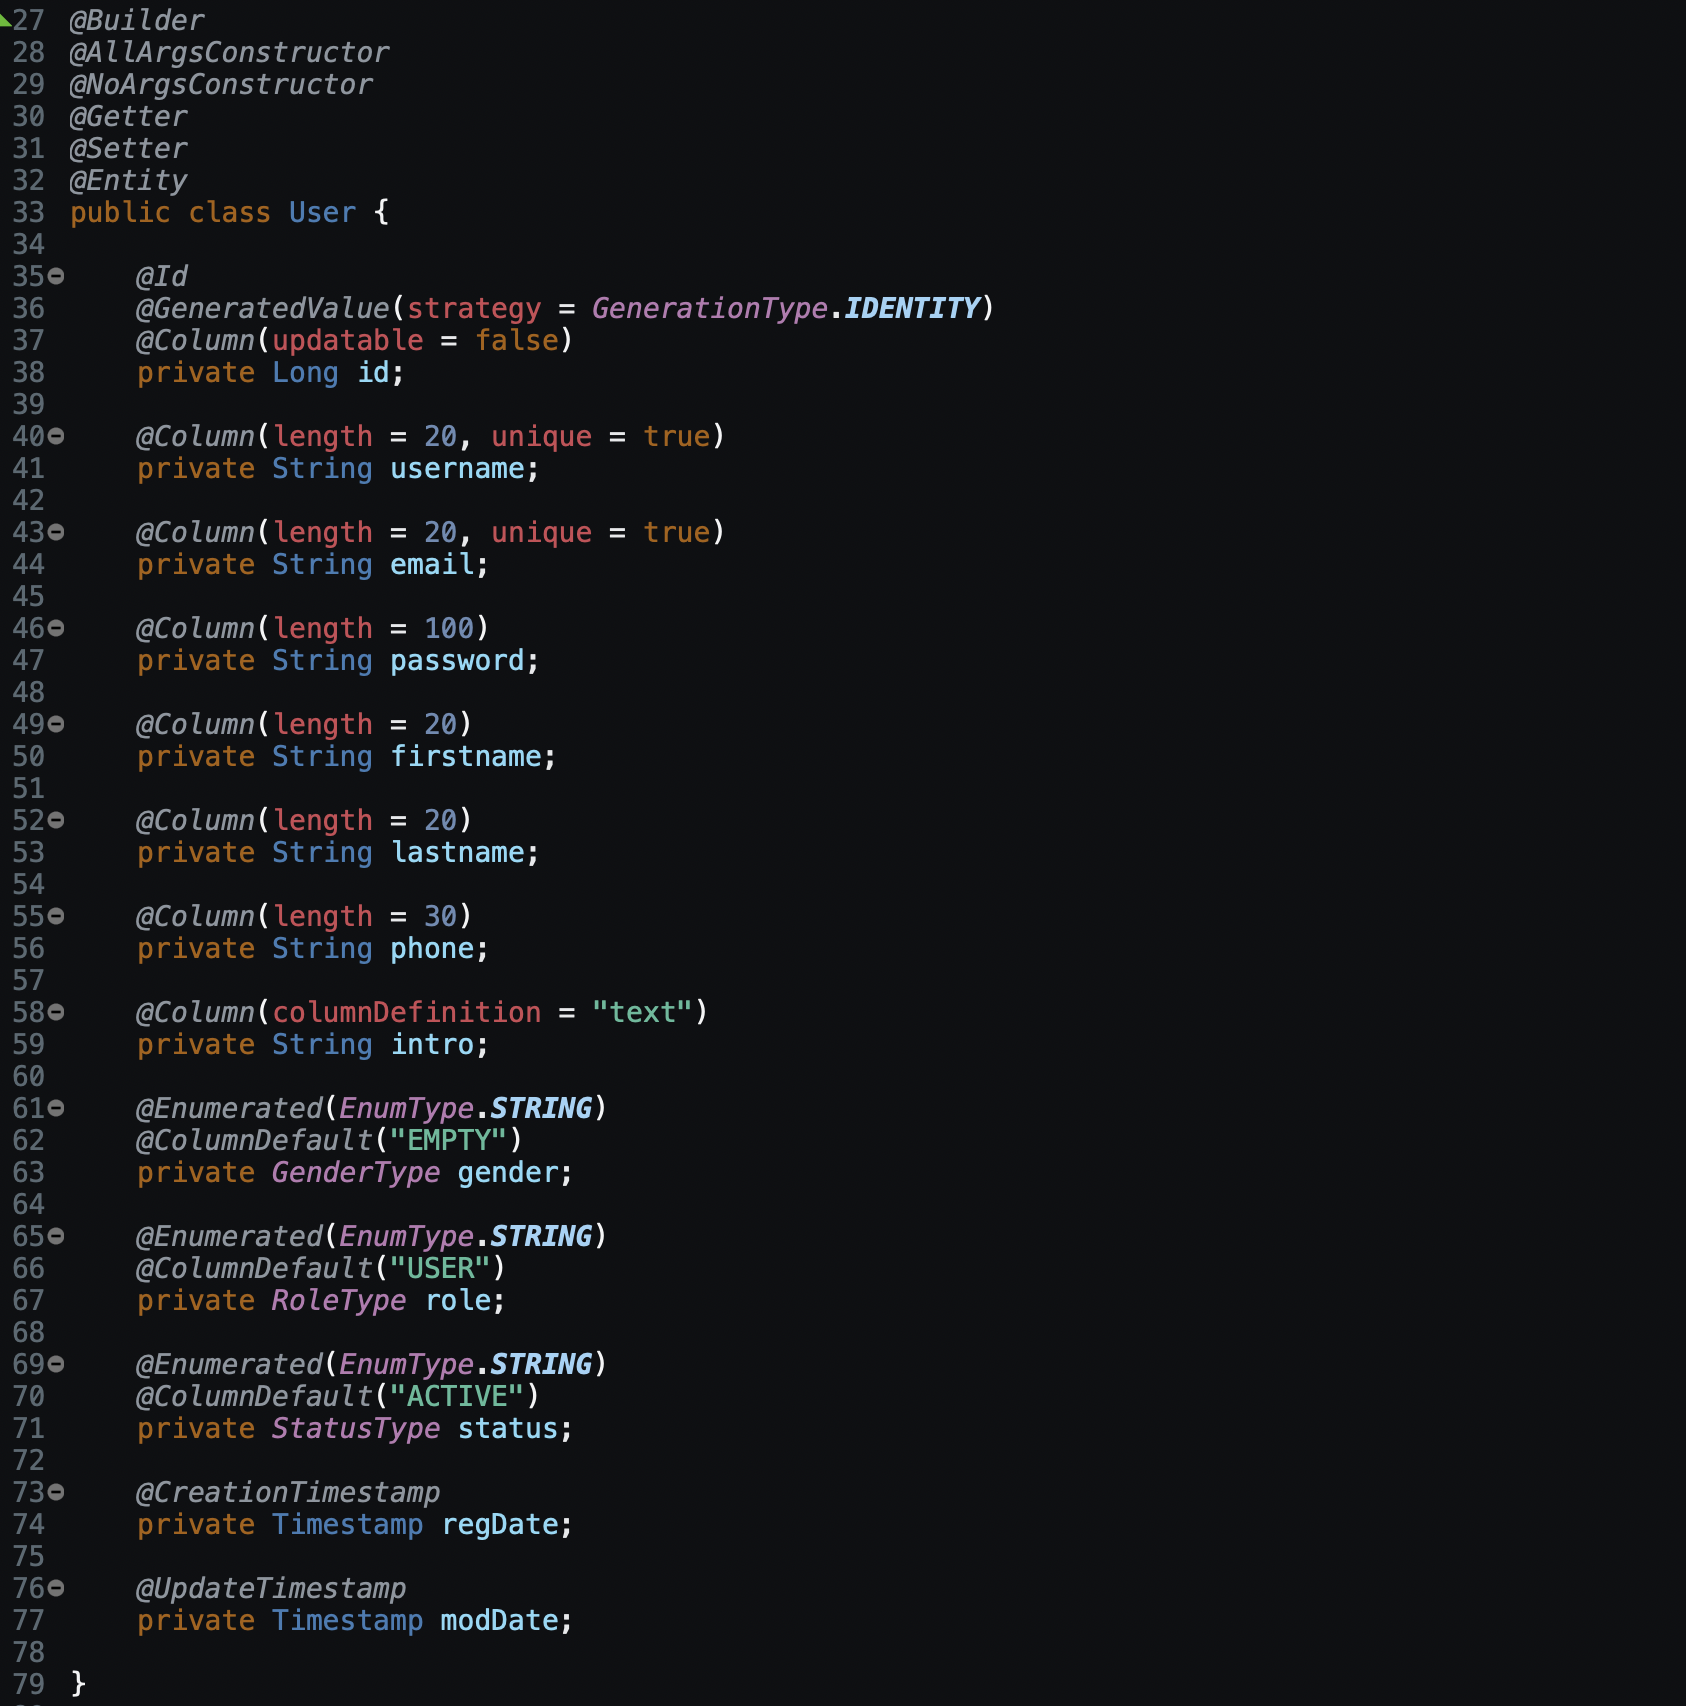 27 @Builder
28 @AllArgsConstructor
29 @NoArgsConstructor
30 @Getter
31 @Setter
32 @Entity
33 public class User {
34
35 @Id
36 @GeneratedValue(strategy = GenerationType.IDENTITY)
37 @Column(updatable = false)
38 private Long id;
39
40 @Column(length = 20, unique = true)
41 private String username;
42
43 @Column(length = 20, unique = true)
44 private String email;
45
46 @Column(length = 100)
47 private String password;
48
49 @Column(length = 20)
50 private String firstname;
51
52 @Column(length = 20)
53 private String lastname;
54
55 @Column(length = 30)
56 private String phone;
57
58 @Column(columnDefinition = "text")
59 private String intro;
60
61 @Enumerated(EnumType.STRING)
62 @ColumnDefault("EMPTY")
63 private GenderType gender;
64
65 @Enumerated(EnumType.STRING)
66 @ColumnDefault("USER")
67 private RoleType role;
68
69 @Enumerated(EnumType.STRING)
70 @ColumnDefault("ACTIVE")
71 private StatusType status;
72
73 @CreationTimestamp
74 private Timestamp regDate;
75
76 @UpdateTimestamp
77 private Timestamp modDate;
78
79 }